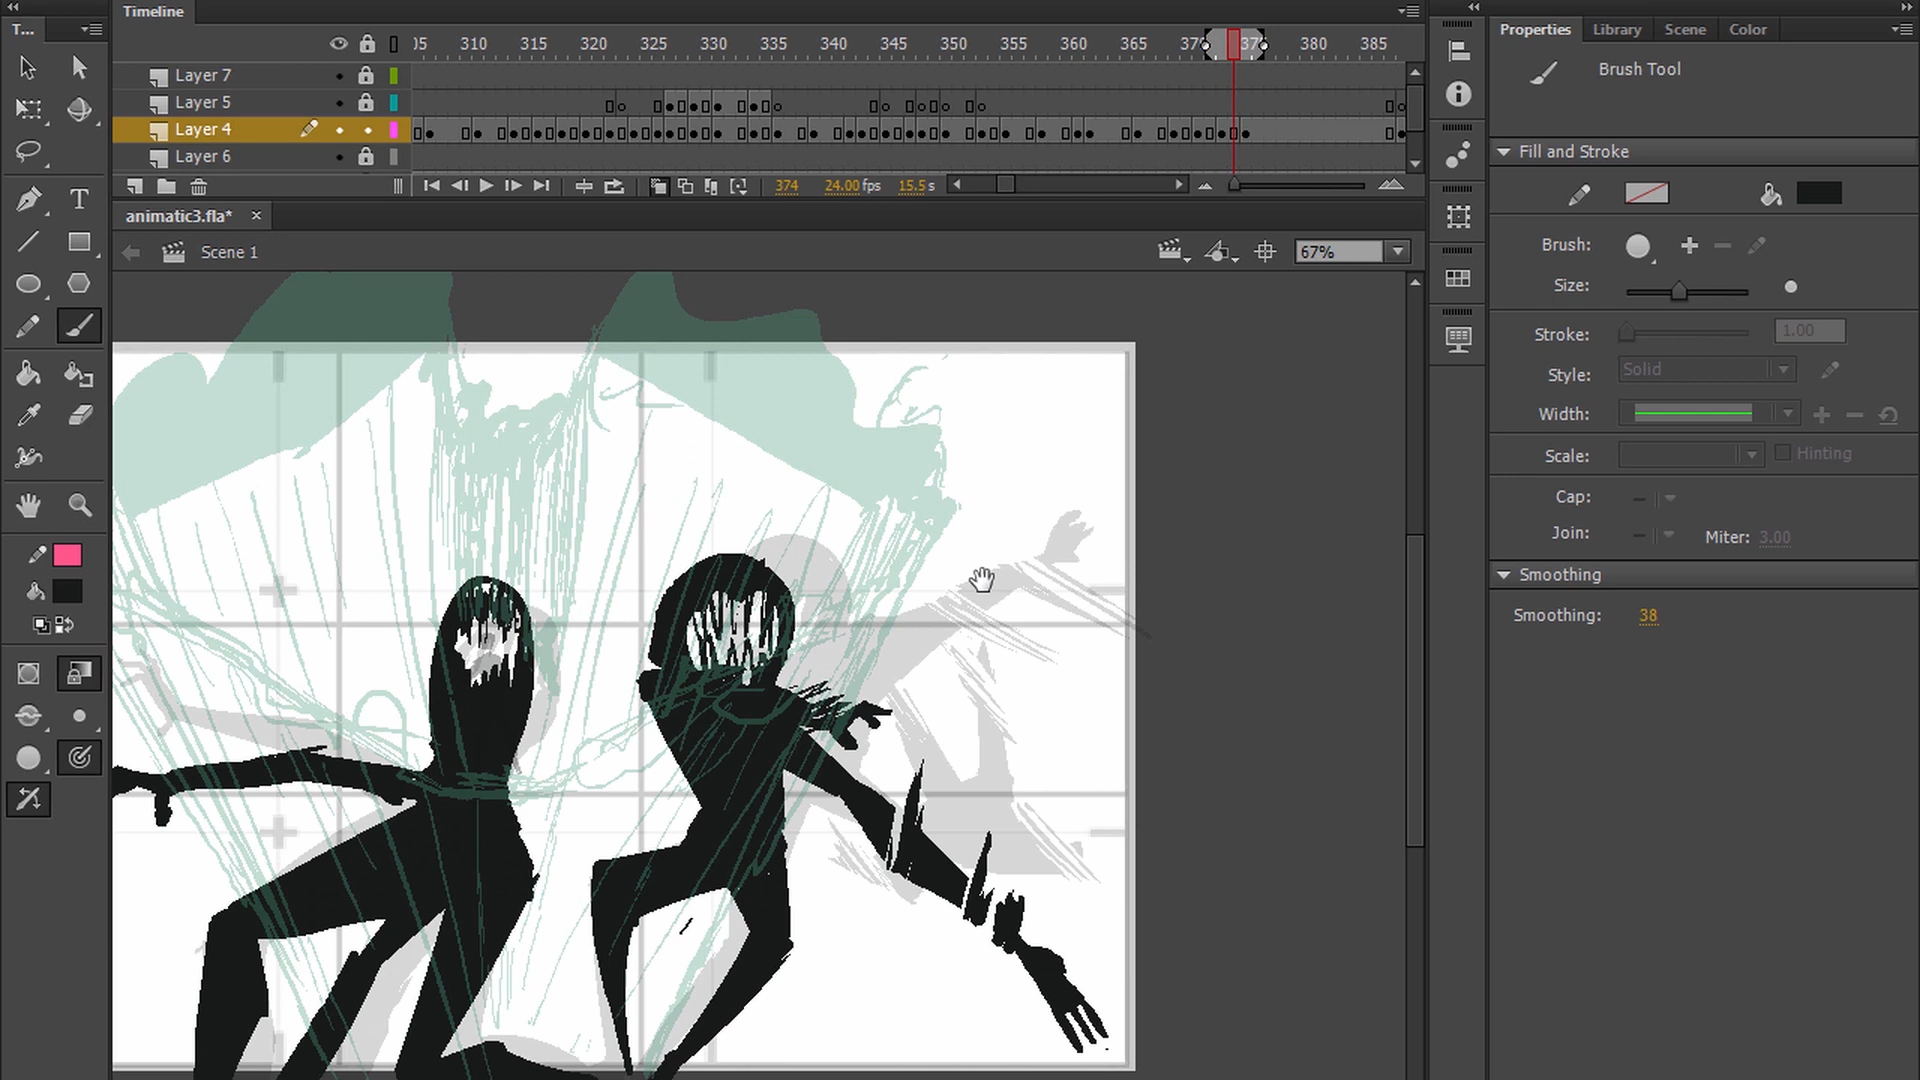 T...
Timeline
Properties
Library
Scene
Color
05
310
315
320
325
330
335
340
345
350
355
360
365
37
37
380
385
Layer 7
Layer 5
Layer 4
Layer 6
374
24.00 fps
15.5 s
animatic3.fla*
×
Scene 1
67%
Brush Tool
Fill and Stroke
Brush:
Size:
Stroke:
1.00
Style:
Solid
Width:
Scale:
Hinting
Cap:
Join:
Miter: 3.00
Smoothing
Smoothing: 38